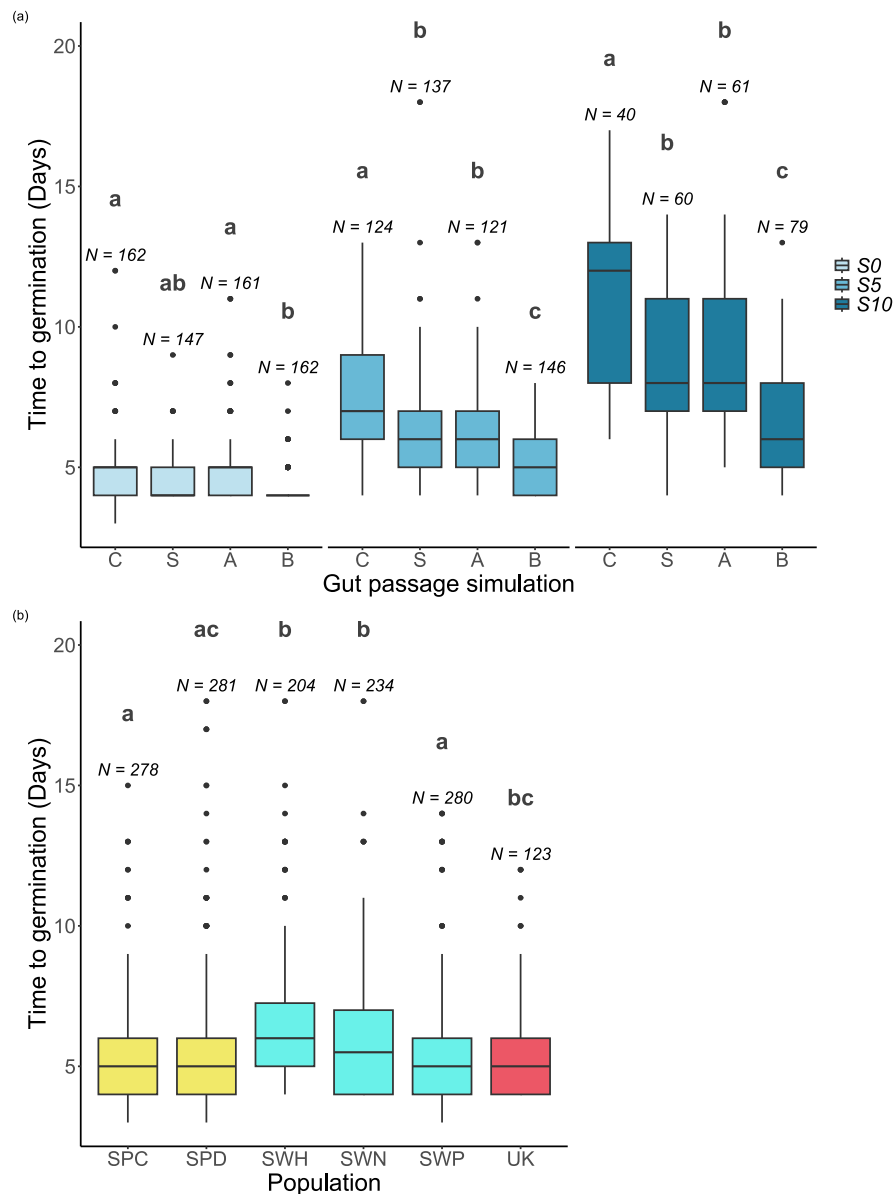 (a)
20
15
10
5
Time to germination (Days)
b
b
a
N = 137
N = 61
N = 40
a
a
a
b
b
c
N = 124
N = 121
N = 60
N = 79
N = 162
ab
N = 161
N = 147
b
N = 162
c
N = 146
S0
S5
S10
C S A B C S A B C S A B
Gut passage simulation
(b)
20
15
10
5
Time to germination (Days)
ac b b
N = 281 N = 204 N = 234
a
N = 278
a
N = 280
bc
N = 123
SPC SPD SWH SWN SWP UK
Population